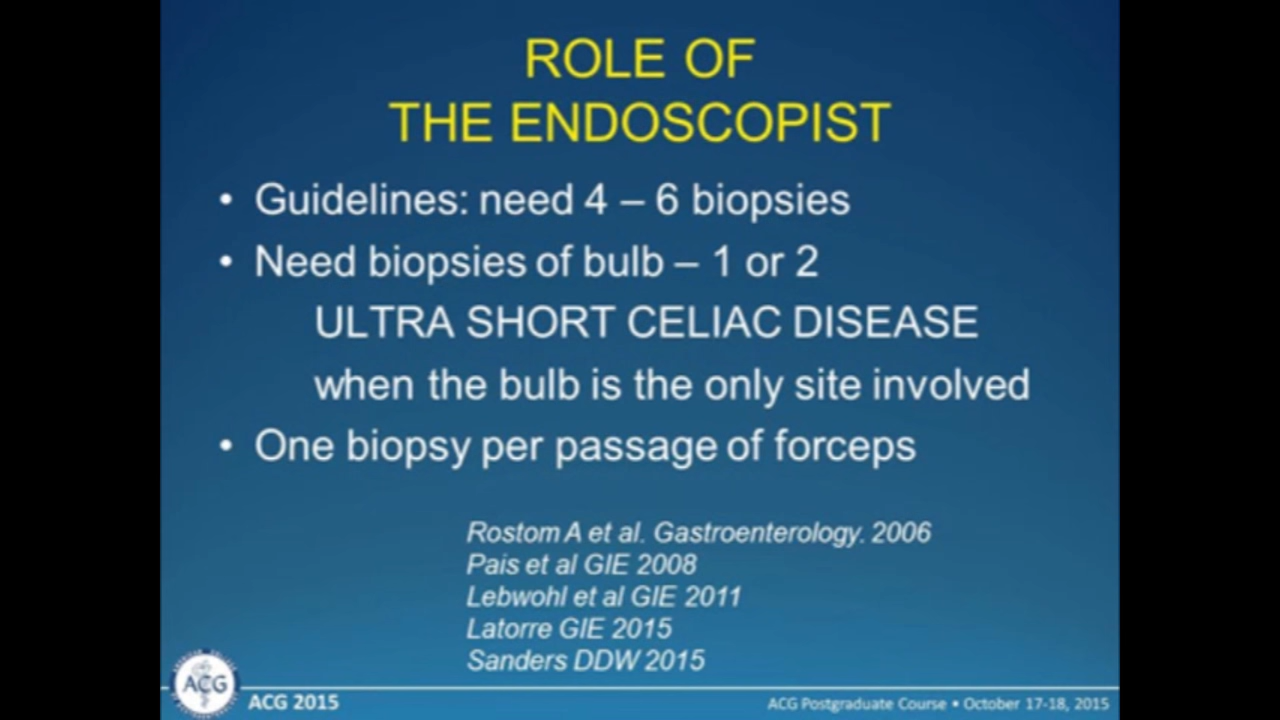 ROLE OF
THE ENDOSCOPIST
• Guidelines: need 4 – 6 biopsies
• Need biopsies of bulb – 1 or 2
ULTRA SHORT CELIAC DISEASE
when the bulb is the only site involved
• One biopsy per passage of forceps
Rostom A et al. Gastroenterology. 2006
Pais et al GIE 2008
Lebwohl et al GIE 2011
Latorre GIE 2015
Sanders DDW 2015
ACG
ACG 2015
ACG Postgraduate Course • October 17-18, 2015